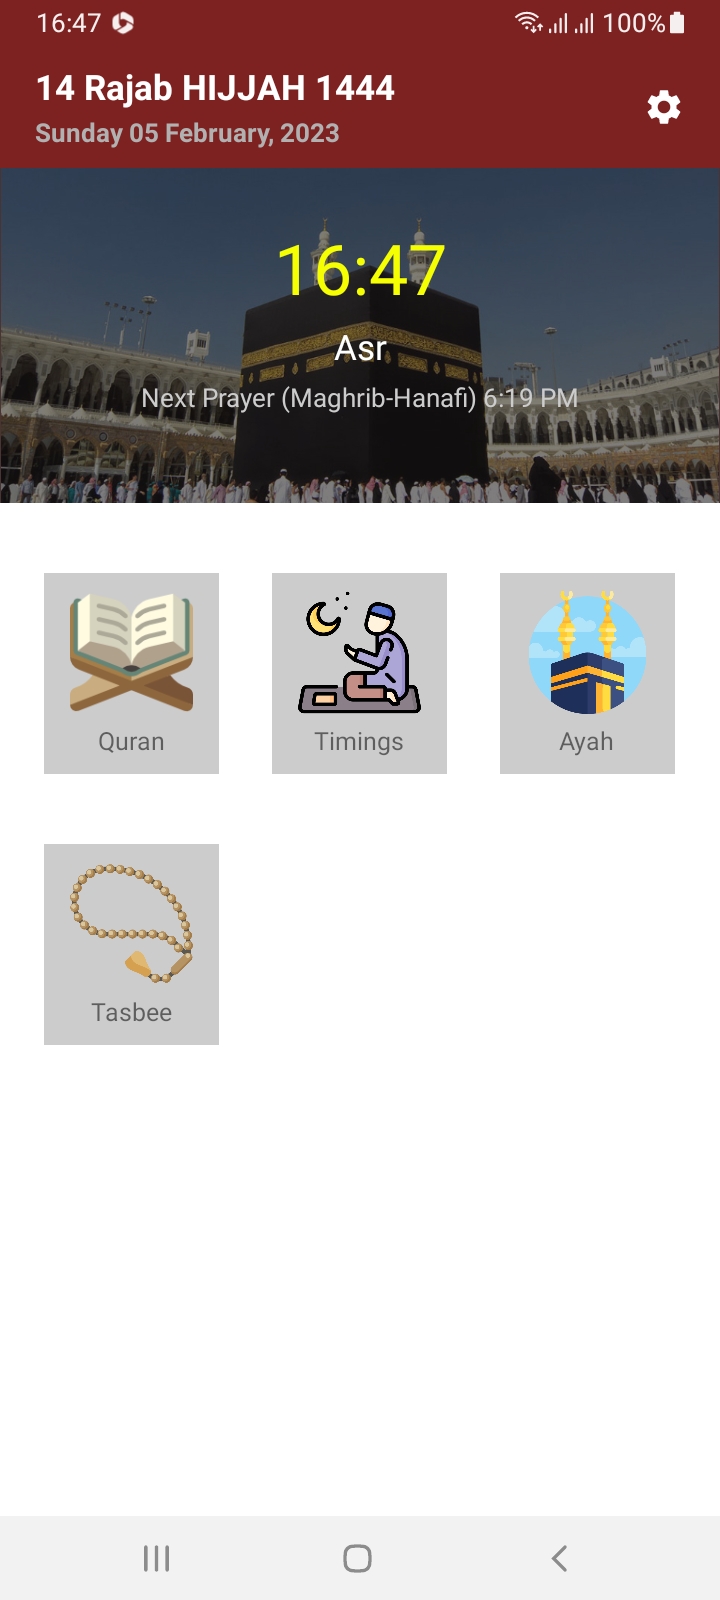 16:47 100%
14 Rajab HIJJAH 1444
Sunday 05 February, 2023
16:47
Asr
Next Prayer (Maghrib-Hanafi) 6:19 PM
Quran Timings Ayah
Tasbee